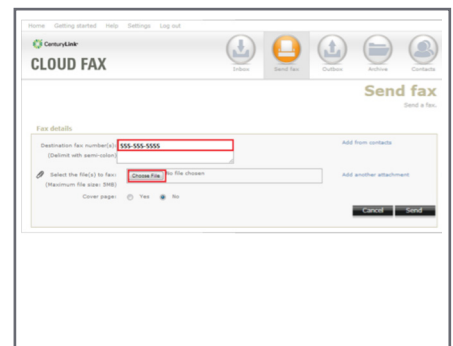 Home Getting started Help Settings Log out
CenturyLink
CLOUD FAX
Inbox Send fax Outbox Archive Contacts
Send fax
Send a fax.
Fax details
Destination fax number(s): 555-555-5555 Add from contacts
(Delimit with semi-colon)
Select the file(s) to fax: Choose File No file chosen Add another attachment
(Maximum file size: 5MB)
Cover page: Yes No
Cancel Send